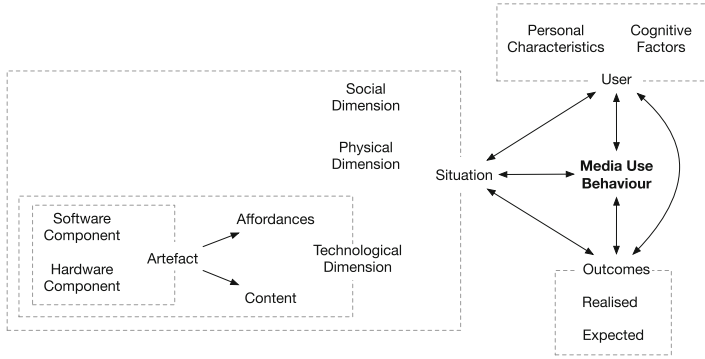 Personal
Characteristics
Cognitive
Factors
User
Social
Dimension
Physical
Dimension
Situation
Media Use
Behaviour
Software
Component
Hardware
Component
Artefact
Affordances
Content
Technological
Dimension
Outcomes
Realised
Expected